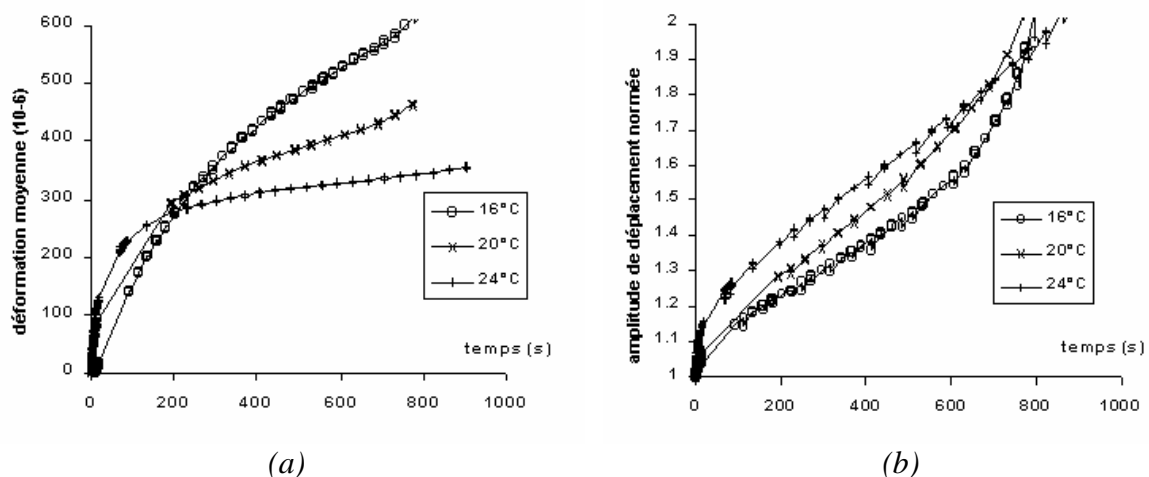 600
500
400
300
200
100
0
déformation moyenne (10-6)
16°C
20°C
24°C
temps (s)
0 200 400 600 800 1000
(a)
2
1.9
1.8
1.7
1.6
1.5
1.4
1.3
1.2
1.1
1
amplitude de déplacement normée
16°C
20°C
24°C
temps (s)
0 200 400 600 800 1000
(b)